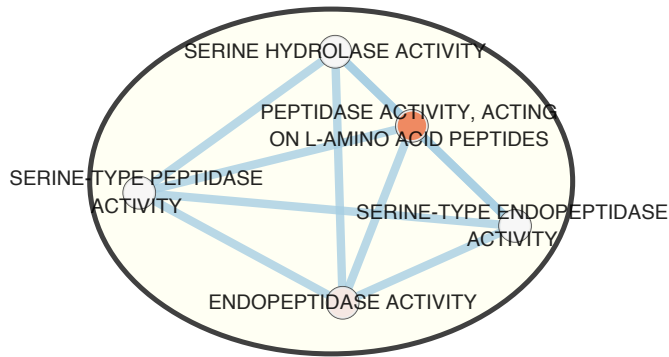 SERINE HYDROLASE ACTIVITY
PEPTIDASE ACTIVITY, ACTING
ON L-AMINO ACID PEPTIDES
SERINE-TYPE PEPTIDASE
ACTIVITY
SERINE-TYPE ENDOPEPTIDASE
ACTIVITY
ENDOPEPTIDASE ACTIVITY